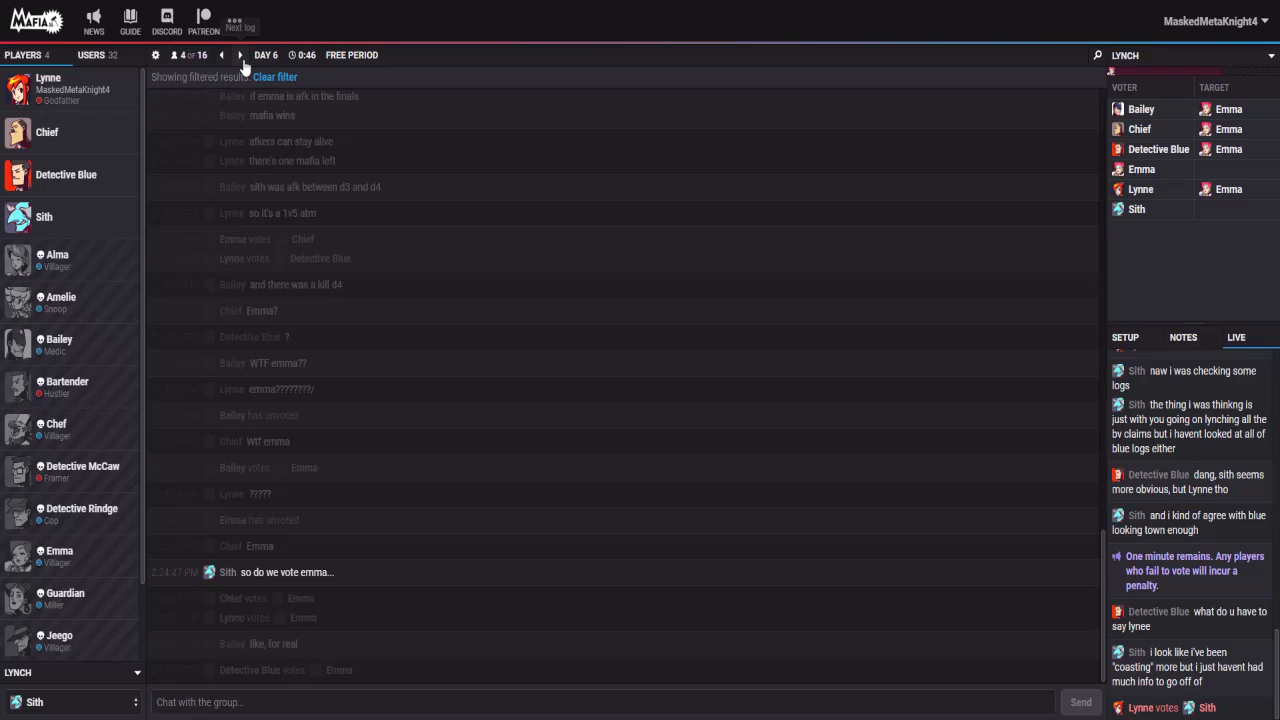 MAFIA
NEWS
GUIDE
DISCORD
PATREON
Next log
MaskedMetaKnight4
PLAYERS 4
USERS 32
4 OF 16
DAY 6
0:46
FREE PERIOD
LYNCH
Showing filtered results.
Clear filter
Lynne
MaskedMetaKnight4
Godfather
Chief
Detective Blue
Sith
Alma
Villager
Amelie
Snoop
Bailey
Medic
Bartender
Hustler
Chef
Villager
Detective McCaw
Framer
Detective Rindge
Cop
Emma
Villager
Guardian
Miller
Jeego
Villager
LYNCH
Sith
Bailey if emma is afk in the finals
Bailey mafia wins
Lynne afkers can stay alive
Lynne there's one mafia left
Bailey sith was afk between d3 and d4
Lynne so it's a 1v5 atm
Emma votes Chief
Lynne votes Detective Blue
Bailey and there was a kill d4
Chief Emma?
Detective Blue ?
Bailey WTF emma??
Lynne emma????????/
Bailey has unvoted
Chief Wtf emma
Bailey votes Emma
Lynne ?????
Emma has unvoted
Chief Emma
2:24:47 PM Sith so do we vote emma...
Chief votes Emma
Lynne votes Emma
Bailey like, for real
Detective Blue votes Emma
Chat with the group...
Send
VOTER TARGET
Bailey Emma
Chief Emma
Detective Blue Emma
Emma
Lynne Emma
Sith
SETUP NOTES LIVE
Sith naw i was checking some
logs
Sith the thing i was thinkng is
just with you going on lynching all the
bv claims but i havent looked at all of
blue logs either
Detective Blue dang, sith seems
more obvious, but Lynne tho
Sith and i kind of agree with blue
looking town enough
One minute remains. Any players
who fail to vote will incur a
penalty.
Detective Blue what do u have to
say lynee
Sith i look like i've been
"coasting" more but i just havent had
much info to go off of
Lynne votes Sith